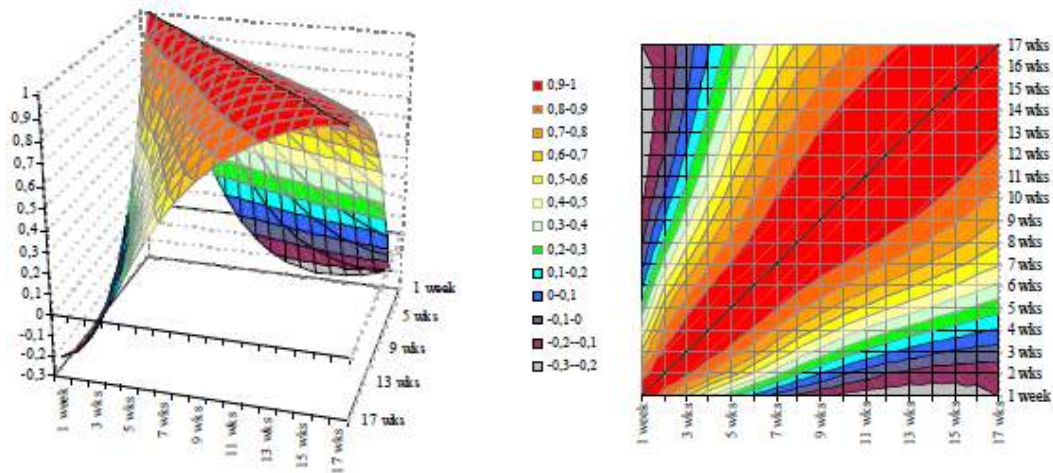 1
0,9
0,8
0,7
0,6
0,5
0,4
0,3
0,2
0,1
0
-0,1
-0,2
-0,3
1 week
3 wks
5 wks
7 wks
9 wks
11 wks
13 wks
15 wks
17 wks
1 week
5 wks
9 wks
13 wks
17 wks
0,9-1
0,8-0,9
0,7-0,8
0,6-0,7
0,5-0,6
0,4-0,5
0,3-0,4
0,2-0,3
0,1-0,2
0-0,1
-0,1-0
-0,2--0,1
-0,3--0,2
17 wks
16 wks
15 wks
14 wks
13 wks
12 wks
11 wks
10 wks
9 wks
8 wks
7 wks
6 wks
5 wks
4 wks
3 wks
2 wks
1 week
1 week
3 wks
5 wks
7 wks
9 wks
11 wks
13 wks
15 wks
17 wks